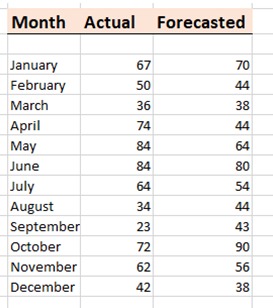 Month Actual Forecasted
January 67 70
February 50 44
March 36 38
April 74 44
May 84 64
June 84 80
July 64 54
August 34 44
September 23 43
October 72 90
November 62 56
December 42 38